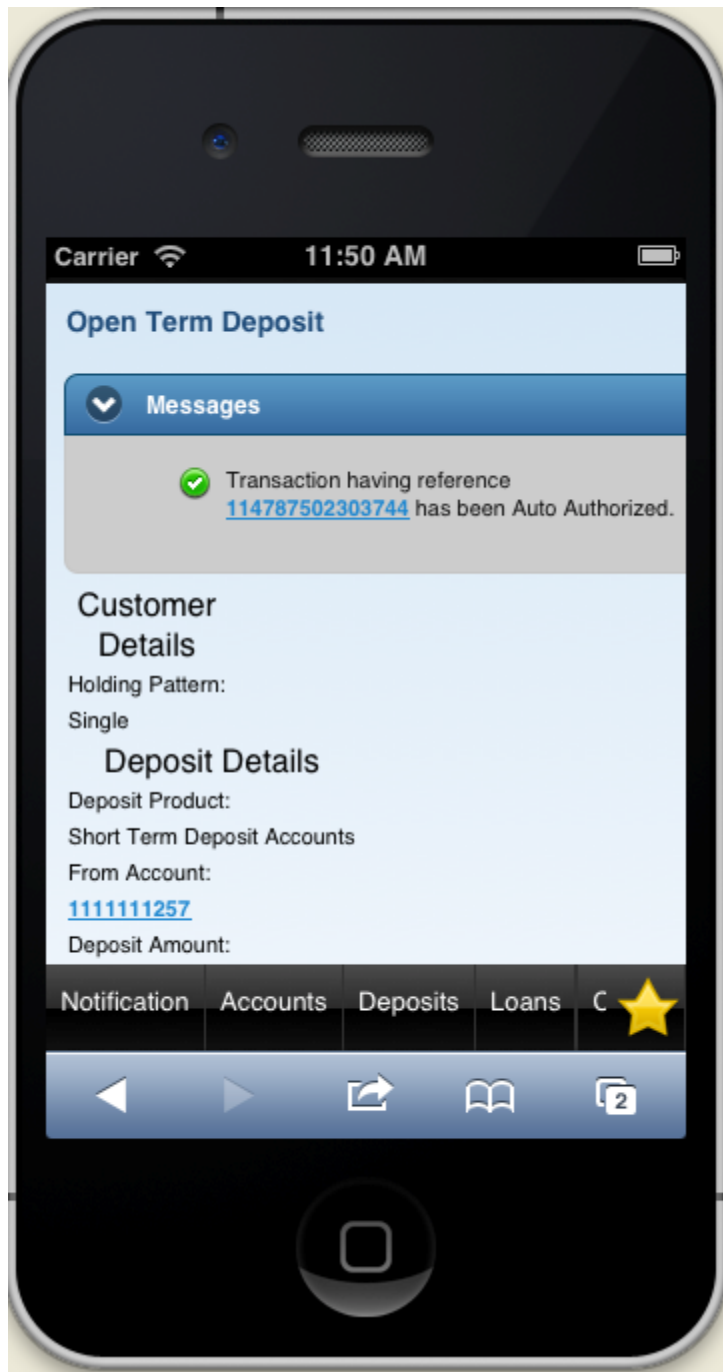 Carrier 11:50 AM
Open Term Deposit
Messages
Transaction having reference
114787502303744 has been Auto Authorized.
Customer
Details
Holding Pattern:
Single
Deposit Details
Deposit Product:
Short Term Deposit Accounts
From Account:
1111111257
Deposit Amount:
Notification Accounts Deposits Loans C
2